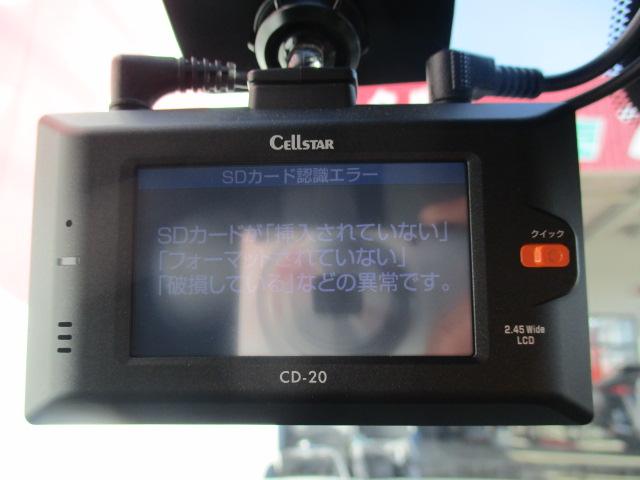 CELLSTAR
SDカード認識エラー
SDカードが「挿入されていない」
「フォーマットされていない」
「破損している」などの異常です。
クイック
2.45 Wide
LCD
CD-20